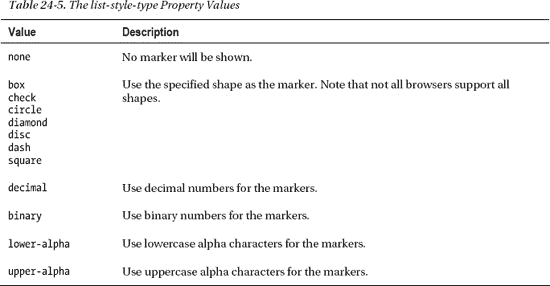 Table 24-5. The list-style-type Property Values
Value Description
none No marker will be shown.
box Use the specified shape as the marker. Note that not all browsers support all
check shapes.
circle
diamond
disc
dash
square
decimal Use decimal numbers for the markers.
binary Use binary numbers for the markers.
lower-alpha Use lowercase alpha characters for the markers.
upper-alpha Use uppercase alpha characters for the markers.